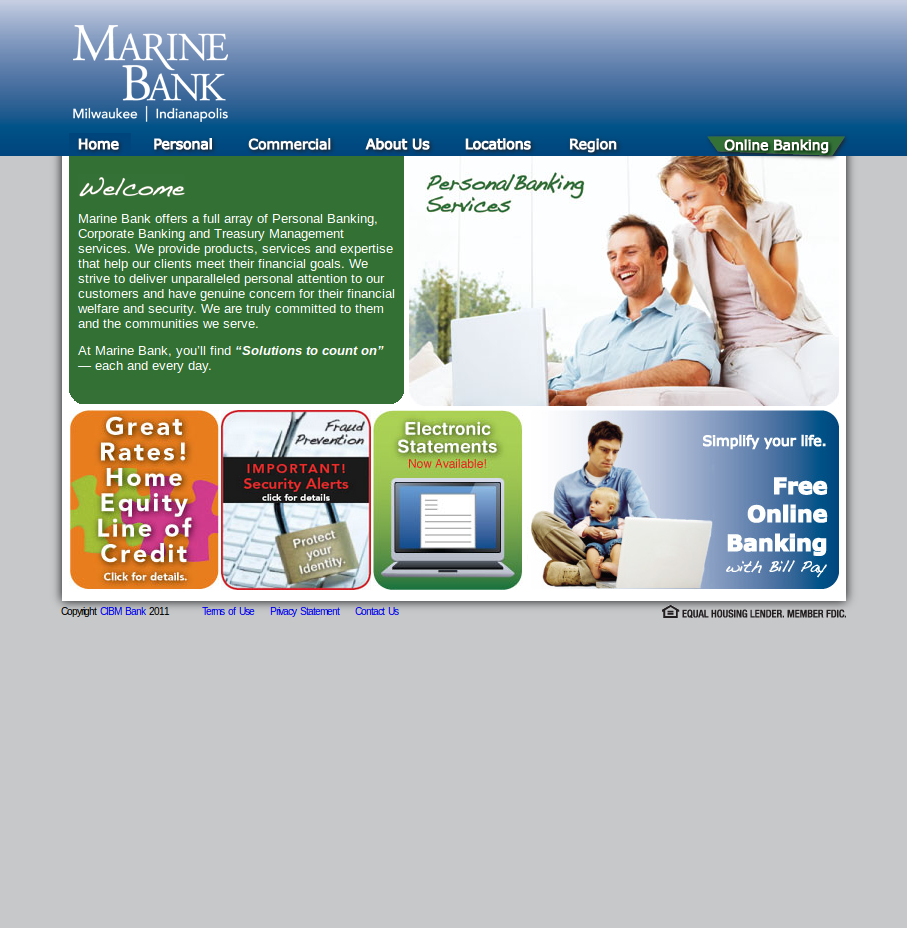 MARINE
BANK
Milwaukee | Indianapolis
Home Personal Commercial About Us Locations Region Online Banking
Welcome
Marine Bank offers a full array of Personal Banking,
Corporate Banking and Treasury Management
services. We provide products, services and expertise
that help our clients meet their financial goals. We
strive to deliver unparalleled personal attention to our
customers and have genuine concern for their financial
welfare and security. We are truly committed to them
and the communities we serve.
At Marine Bank, you’ll find “Solutions to count on”
— each and every day.
Personal Banking
Services
Great
Rates!
Home
Equity
Line of
Credit
Click for details.
Fraud
Prevention
IMPORTANT!
Security Alerts
click for details
Protect
your
Identity.
Electronic
Statements
Now Available!
Simplify your life.
Free
Online
Banking
with Bill Pay
Copyright CIBM Bank 2011 Terms of Use Privacy Statement Contact Us
EQUAL HOUSING LENDER. MEMBER FDIC.